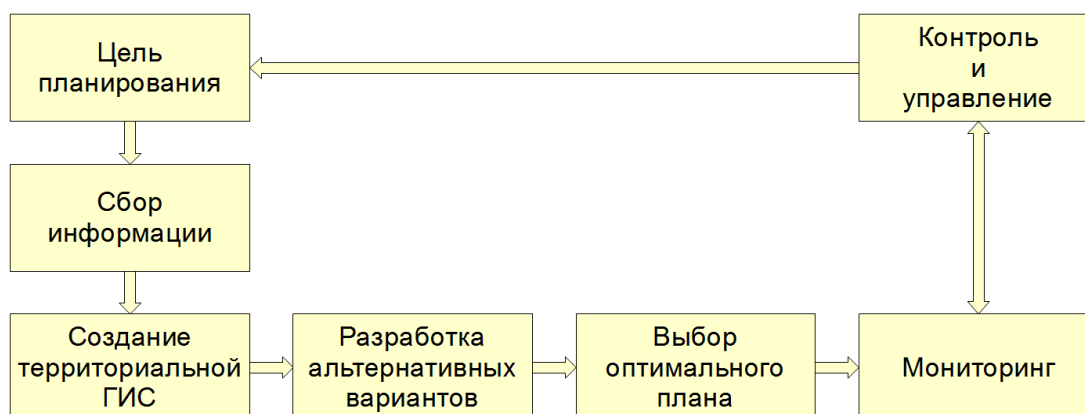 Цель
планирования
Контроль
и
управление
Сбор
информации
Создание
территориальной
ГИС
Разработка
альтернативных
вариантов
Выбор
оптимального
плана
Мониторинг